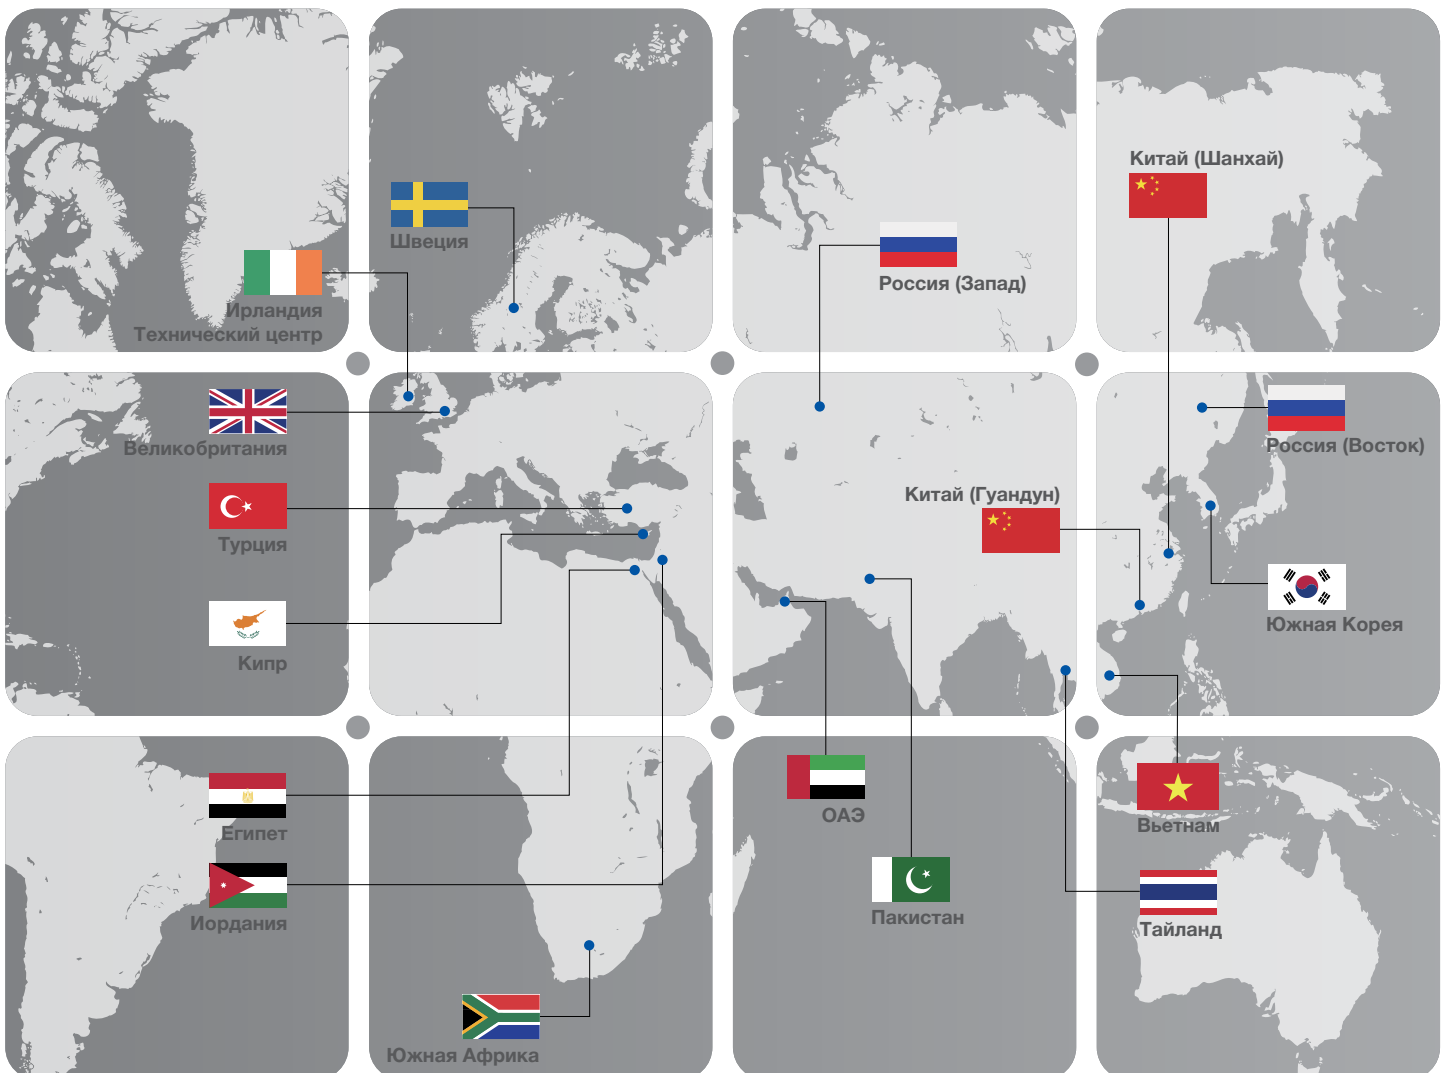 Китай (Шанхай)
Швеция
Россия (Запад)
Ирландия
Технический центр
Великобритания
Россия (Восток)
Китай (Гуандун)
Турция
Южная Корея
Кипр
ОАЭ
Вьетнам
Египет
Пакистан
Иордания
Тайланд
Южная Африка